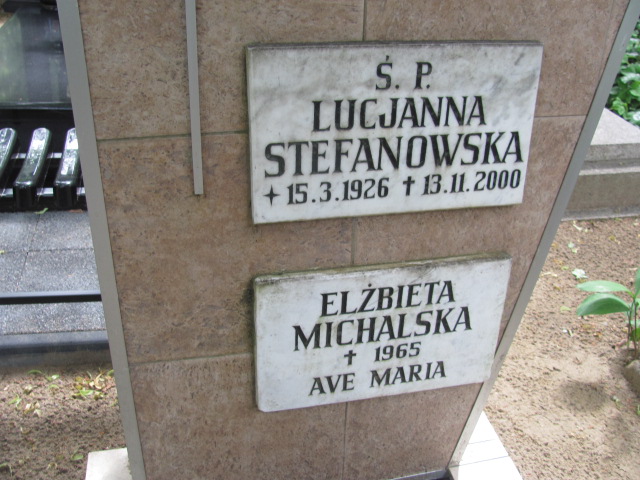 Ś. P.
LUCJANNA
STEFANOWSKA
✦ 15.3.1926 ✝ 13.11.2000
ELŻBIETA
MICHALSKA
✝ 1965
AVE MARIA